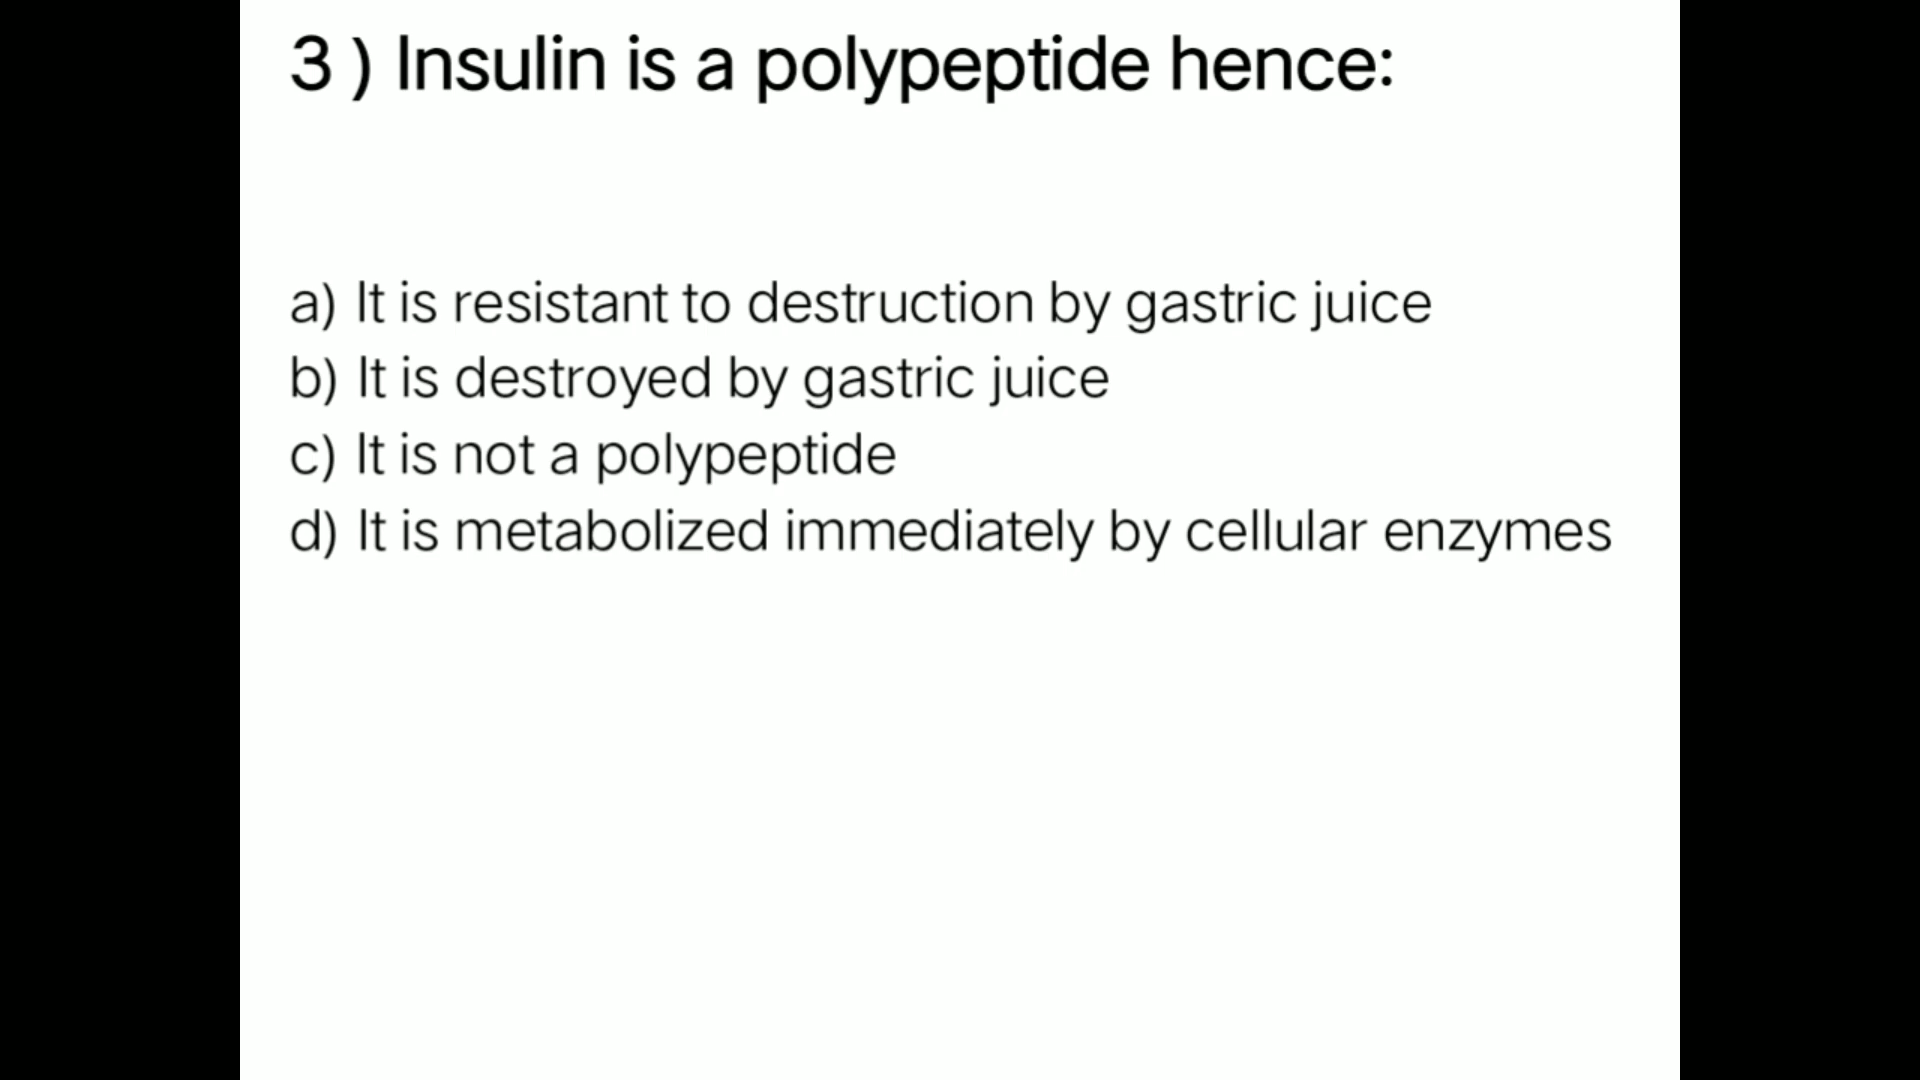 3 ) Insulin is a polypeptide hence:
a) It is resistant to destruction by gastric juice
b) It is destroyed by gastric juice
c) It is not a polypeptide
d) It is metabolized immediately by cellular enzymes